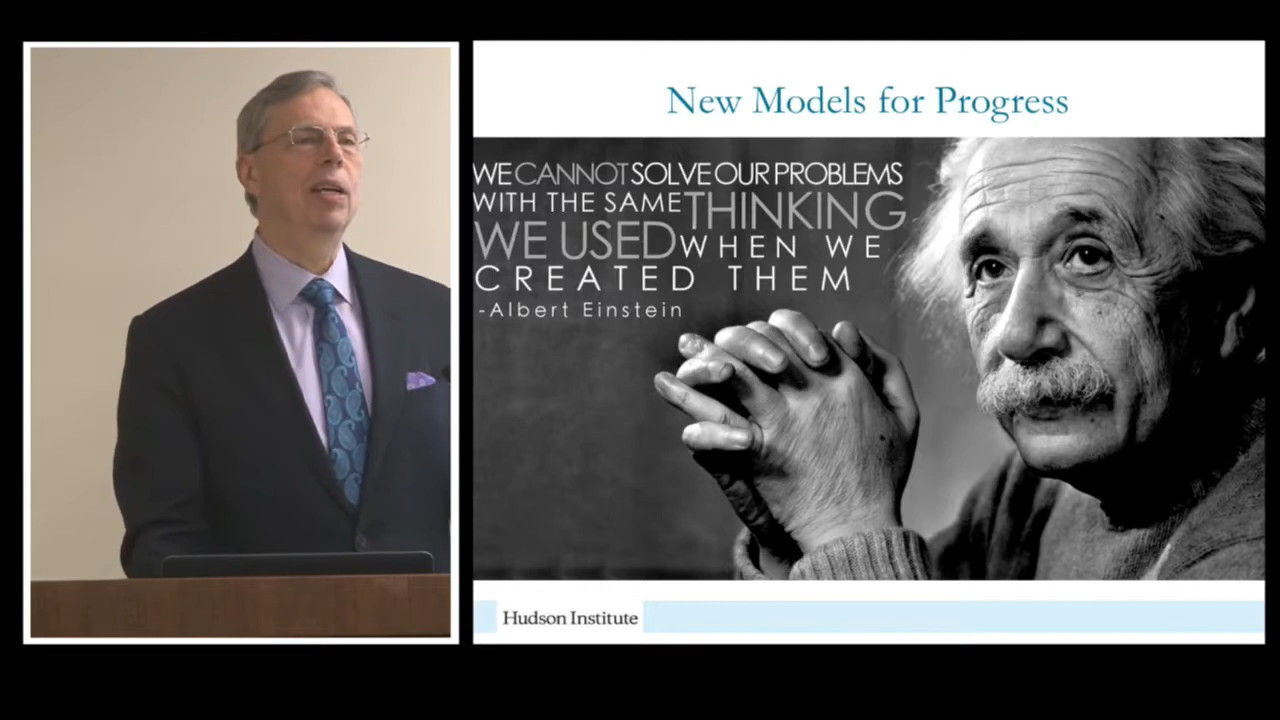 New Models for Progress
WE CANNOT SOLVE OUR PROBLEMS
WITH THE SAME THINKING
WE USED WHEN WE
CREATED THEM
-Albert Einstein
Hudson Institute